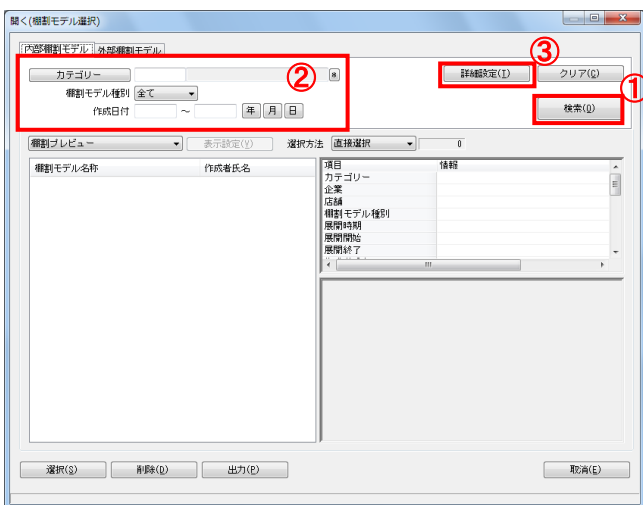 開く(棚割モデル選択)
内部棚割モデル 外部棚割モデル
③
カテゴリー ② * 詳細設定(I) クリア(C)
①
棚割モデル種別 全て
検索(Q)
作成日付 ～ 年 月 日
棚割プレビュー 表示設定(V) 選択方法 直接選択 0
棚割モデル名称 作成者氏名 項目 情報
カテゴリー
企業
店舗
棚割モデル種別
展開時期
展開開始
展開終了
選択(S) 削除(D) 出力(P) 取消(E)